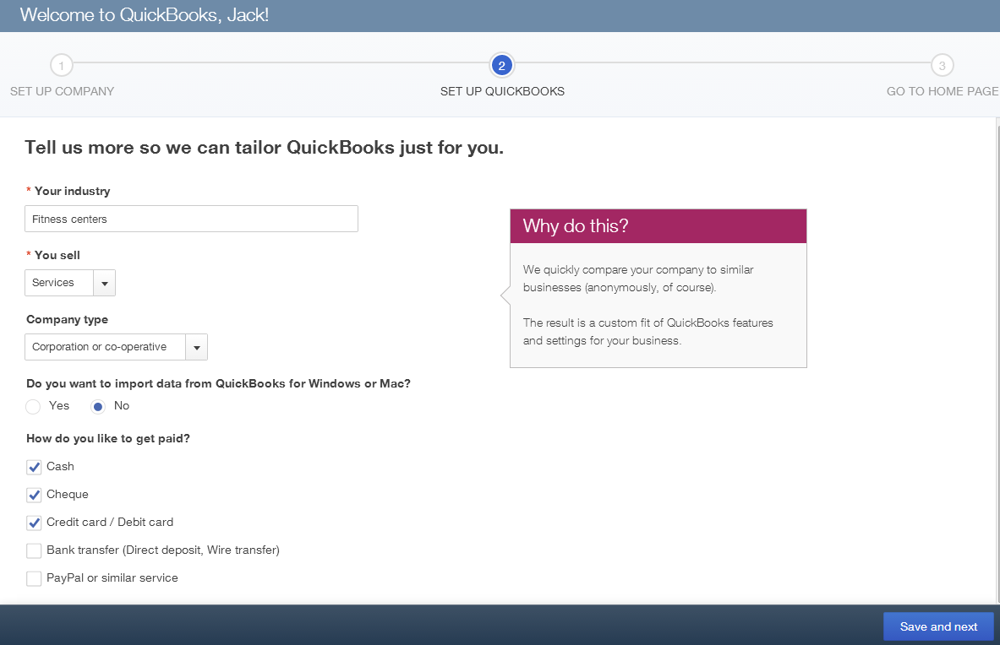 Welcome to QuickBooks, Jack!
1
2
3
SET UP COMPANY
SET UP QUICKBOOKS
GO TO HOME PAGE
Tell us more so we can tailor QuickBooks just for you.
* Your industry
Fitness centers
* You sell
Services
Company type
Corporation or co-operative
Do you want to import data from QuickBooks for Windows or Mac?
Yes
No
How do you like to get paid?
Cash
Cheque
Credit card / Debit card
Bank transfer (Direct deposit, Wire transfer)
PayPal or similar service
Why do this?
We quickly compare your company to similar
businesses (anonymously, of course).
The result is a custom fit of QuickBooks features
and settings for your business.
Save and next